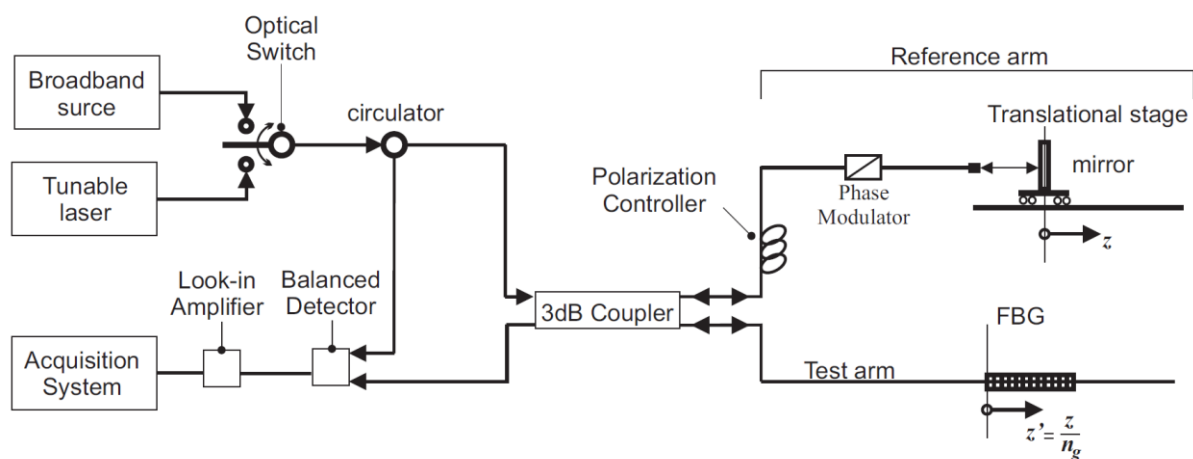 Optical
Switch
Broadband
surce
circulator
Tunable
laser
Reference arm
Translational stage
mirror
Polarization
Controller
Phase
Modulator
z
Look-in
Amplifier
Balanced
Detector
3dB Coupler
FBG
Acquisition
System
Test arm
z'= z/n_g